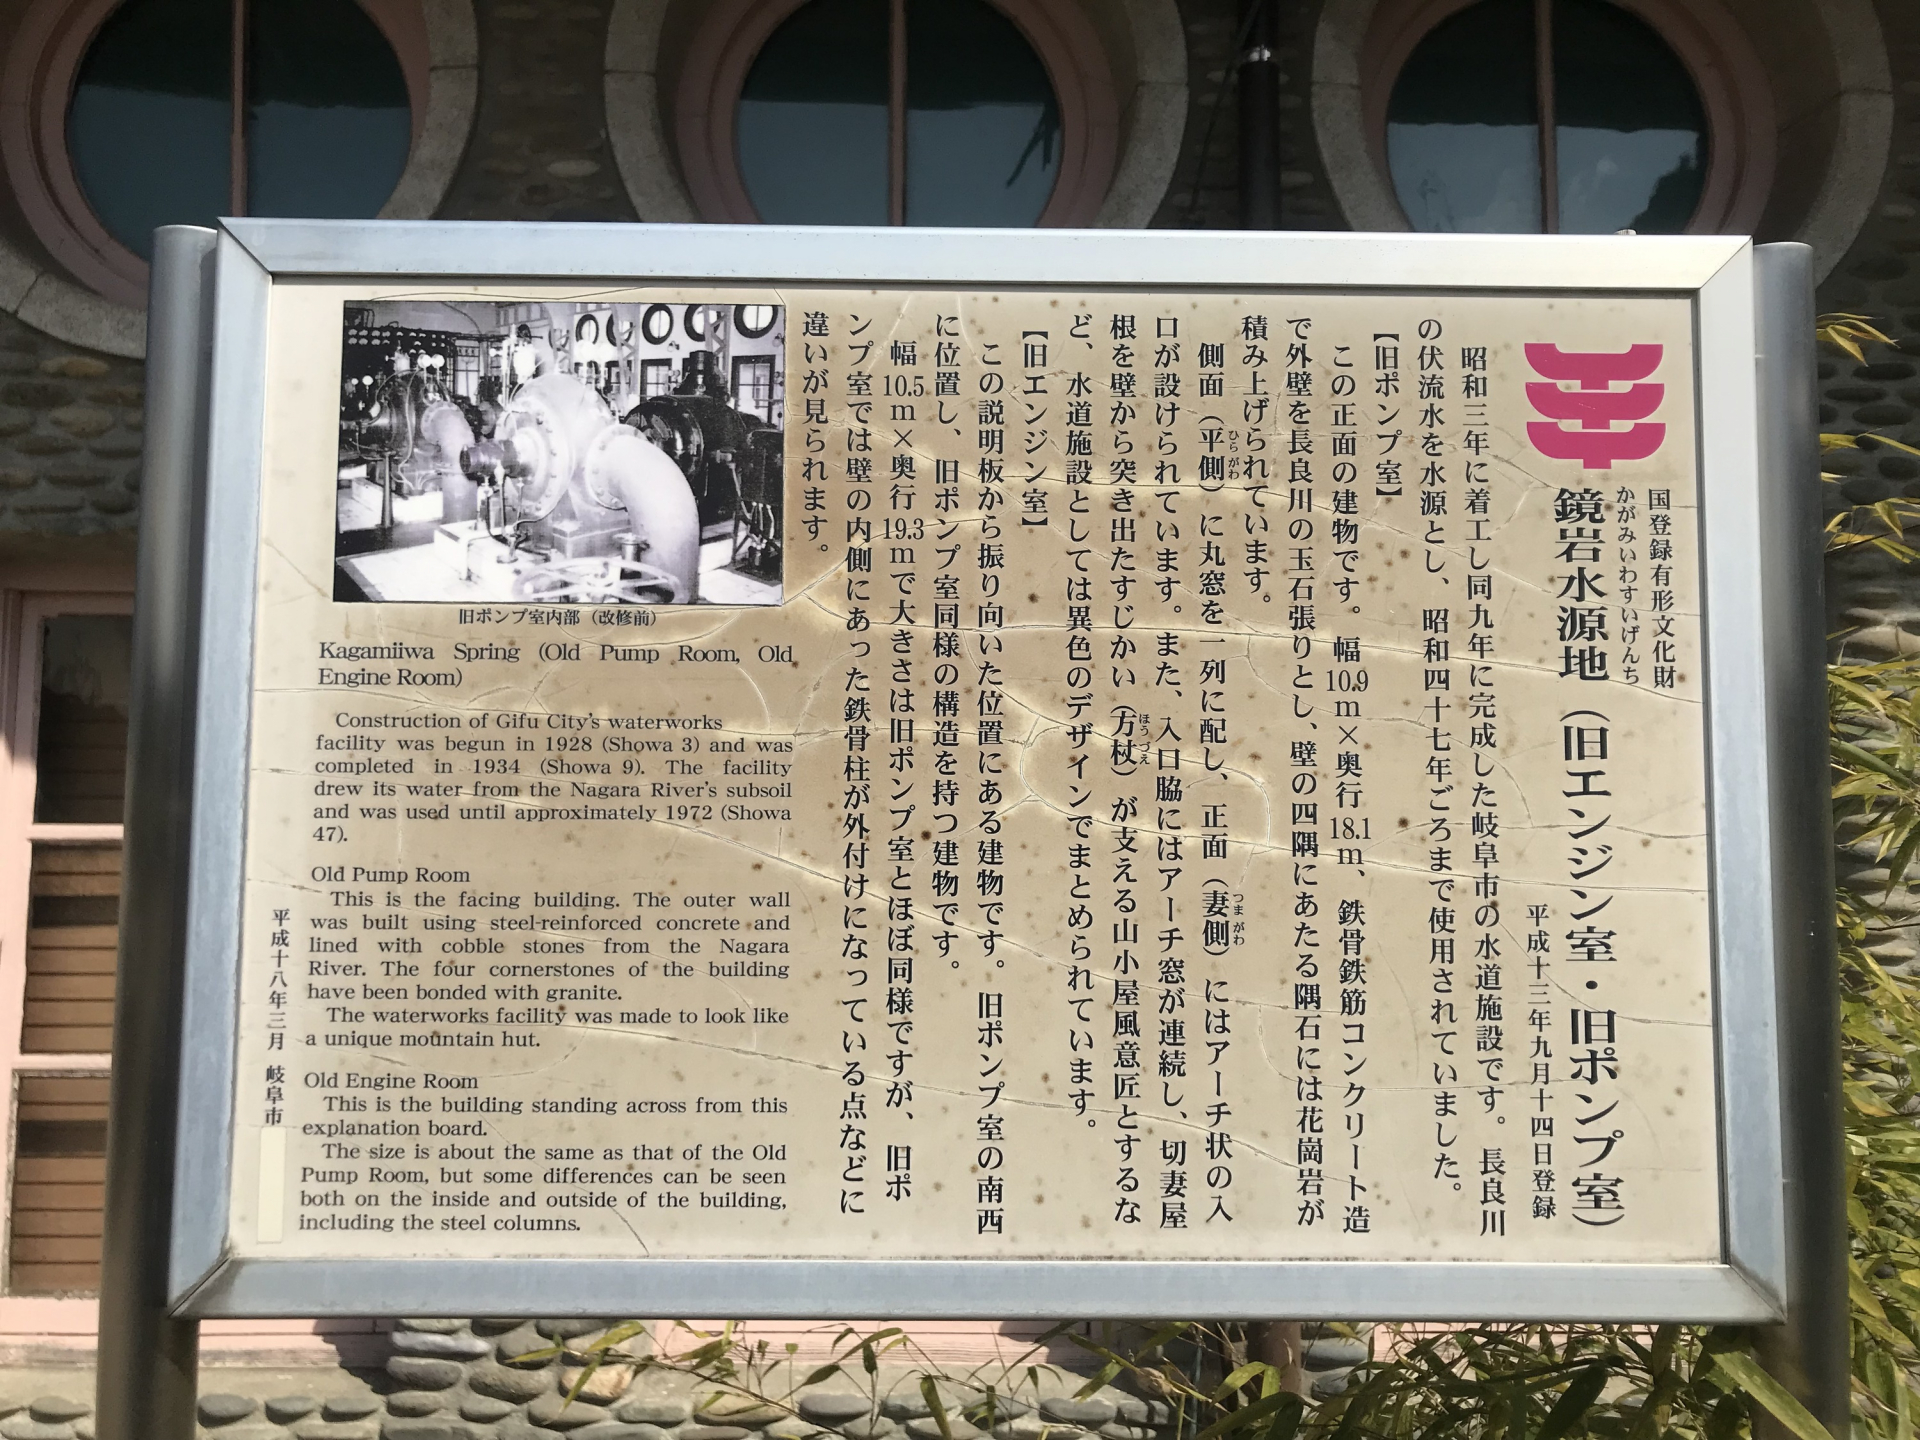 国登録有形文化財
かがみいわすいげんち
鏡岩水源地（旧エンジン室・旧ポンプ室）
平成十三年九月十四日登録
昭和三年に着工し同九年に完成した岐阜市の水道施設です。長良川
の伏流水を水源とし、昭和四十七年ごろまで使用されていました。
【旧ポンプ室】
この正面の建物です。幅10.9m×奥行18.1m、鉄骨鉄筋コンクリート造
で外壁を長良川の玉石張りとし、壁の四隅にあたる隅石には花崗岩が
積み上げられています。
側面（平側）に丸窓を一列に配し、正面（妻側）にはアーチ状の入
ひらがわ
つまがわ
口が設けられています。また、入口脇にはアーチ窓が連続し、切妻屋
根を壁から突き出たすじかい（方杖）が支える山小屋風意匠とするな
ほうづえ
ど、水道施設としては異色のデザインでまとめられています。
【旧エンジン室】
この説明板から振り向いた位置にある建物です。旧ポンプ室の南西
に位置し、旧ポンプ室同様の構造を持つ建物です。
幅10.5m×奥行19.3mで大きさは旧ポンプ室とほぼ同様ですが、旧ポ
ンプ室では壁の内側にあった鉄骨柱が外付けになっている点などに
違いが見られます。
旧ポンプ室内部（改修前）
Kagamiiwa Spring (Old Pump Room, Old
Engine Room)
Construction of Gifu City's waterworks
facility was begun in 1928 (Showa 3) and was
completed in 1934 (Showa 9). The facility
drew its water from the Nagara River's subsoil
and was used until approximately 1972 (Showa
47).
Old Pump Room
This is the facing building. The outer wall
was built using steel-reinforced concrete and
lined with cobble stones from the Nagara
River. The four cornerstones of the building
have been bonded with granite.
The waterworks facility was made to look like
a unique mountain hut.
Old Engine Room
This is the building standing across from this
explanation board.
The size is about the same as that of the Old
Pump Room, but some differences can be seen
both on the inside and outside of the building,
including the steel columns.
平成十八年三月 岐阜市